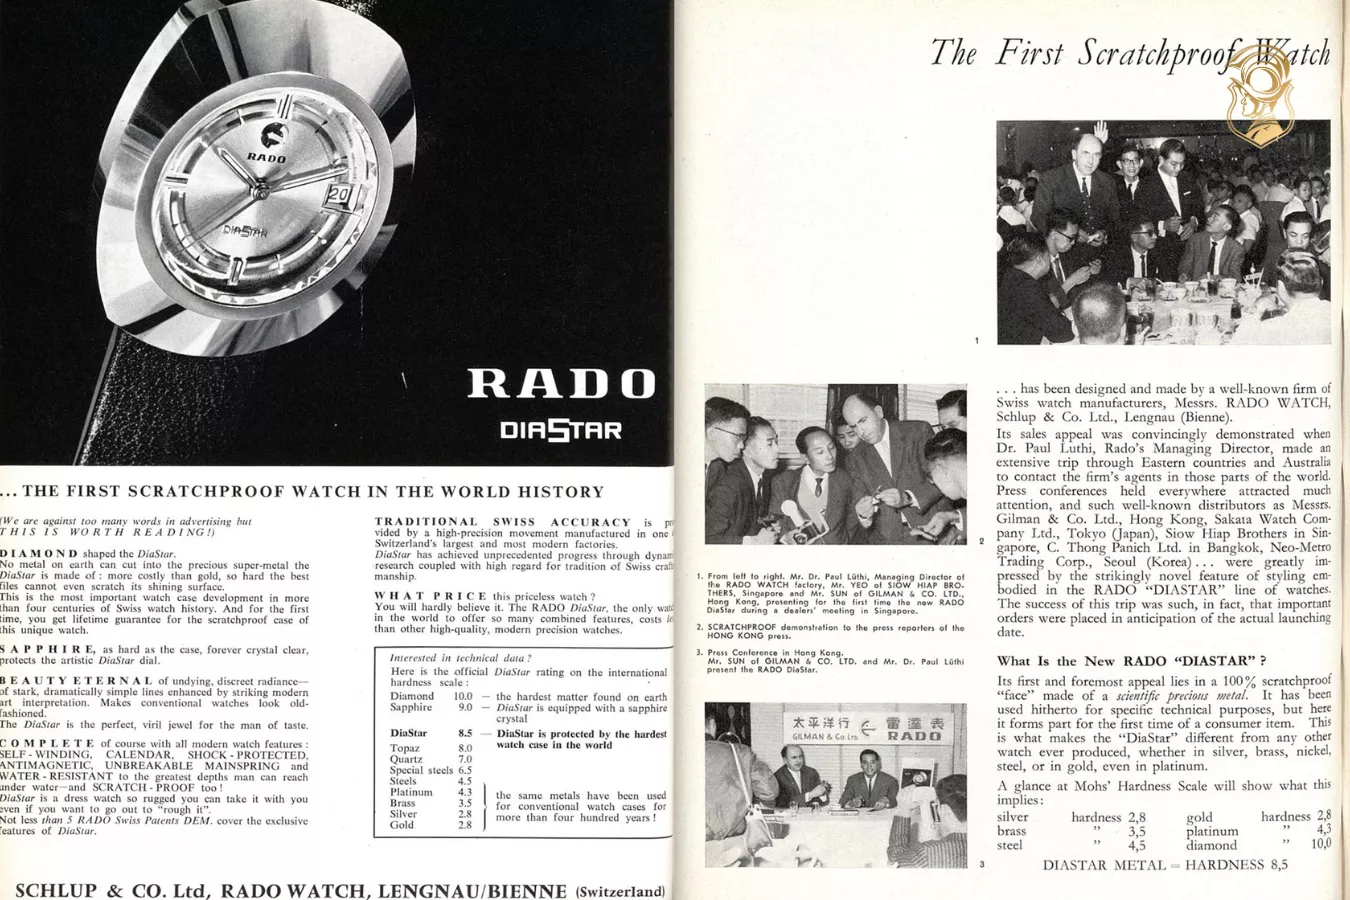 RADO
20
DIASTAR
RADO
DIASTAR
...THE FIRST SCRATCHPROOF WATCH IN THE WORLD HISTORY
(We are against too many words in advertising but
THIS IS WORTH READING!)
DIAMOND shaped the DiaStar.
No metal on earth can cut into the precious super-metal the
DiaStar is made of: more costly than gold, so hard the best
files cannot even scratch its shining surface.
This is the most important watch case development in more
than four centuries of Swiss watch history. And for the first
time, you get lifetime guarantee for the scratchproof case of
this unique watch.
SAPPHIRE, as hard as the case, forever crystal clear,
protects the artistic DiaStar dial.
BEAUTY ETERNAL of undying, discreet radiance—
of stark, dramatically simple lines enhanced by striking modern
art interpretation. Makes conventional watches look old-
fashioned.
The DiaStar is the perfect, viril jewel for the man of taste.
COMPLETE of course with all modern watch features:
SELF-WINDING, CALENDAR, SHOCK-PROTECTED,
ANTIMAGNETIC, UNBREAKABLE MAINSPRING and
WATER-RESISTANT to the greatest depths man can reach
under water—and SCRATCH-PROOF too!
DiaStar is a dress watch so rugged you can take it with you
even if you want to go out to "rough it".
Not less than 5 RADO Swiss Patents DEM. cover the exclusive
features of DiaStar.
TRADITIONAL SWISS ACCURACY is
vided by a high-precision movement manufactured in one
Switzerland's largest and most modern factories.
DiaStar has achieved unprecedented progress through dynam
research coupled with high regard for tradition of Swiss craf
manship.
WHAT PRICE this priceless watch?
You will hardly believe it. The RADO DiaStar, the only wat
in the world to offer so many combined features, costs
than other high-quality, modern precision watches.
Interested in technical data?
Here is the official DiaStar rating on the international
hardness scale:
Diamond 10.0 — the hardest matter found on earth
Sapphire 9.0 — DiaStar is equipped with a sapphire
crystal
DiaStar 8.5 — DiaStar is protected by the hardest
watch case in the world
Topaz 8.0
Quartz 7.0
Special steels 6.5
Steels 4.5
Platinum 4.3
Brass 3.5
Silver 2.8
Gold 2.8
the same metals have been used
for conventional watch cases for
more than four hundred years!
SCHLUP & CO. Ltd, RADO WATCH, LENGNAU/BIENNE (Switzerland)
The First Scratchproof Watch
1
2
1. From left to right. Mr. Dr. Paul Lüthi, Managing Director of
the RADO WATCH factory, Mr. YEO of SIOW HIAP BRO-
THERS, Singapore and Mr. SUN of GILMAN & CO. LTD.,
Hong Kong, presenting for the first time the new RADO
DiaStar during a dealers' meeting in Singapore.
2. SCRATCHPROOF demonstration to the press reporters of the
HONG KONG press.
3. Press Conference in Hong Kong.
Mr. SUN of GILMAN & CO. LTD. and Mr. Dr. Paul Lüthi
present the RADO DiaStar.
太平洋行 雷達表
GILMAN & Co. Ltd. RADO
3
... has been designed and made by a well-known firm of
Swiss watch manufacturers, Messrs. RADO WATCH,
Schlup & Co. Ltd., Lengnau (Bienne).
Its sales appeal was convincingly demonstrated when
Dr. Paul Luthi, Rado's Managing Director, made an
extensive trip through Eastern countries and Australia
to contact the firm's agents in those parts of the world.
Press conferences held everywhere attracted much
attention, and such well-known distributors as Messrs.
Gilman & Co. Ltd., Hong Kong, Sakata Watch Com-
pany Ltd., Tokyo (Japan), Siow Hiap Brothers in Sin-
gapore, C. Thong Panich Ltd. in Bangkok, Neo-Metro
Trading Corp., Seoul (Korea)... were greatly im-
pressed by the strikingly novel feature of styling em-
bodied in the RADO "DIASTAR" line of watches.
The success of this trip was such, in fact, that important
orders were placed in anticipation of the actual launching
date.
What Is the New RADO "DIASTAR"?
Its first and foremost appeal lies in a 100% scratchproof
"face" made of a scientific precious metal. It has been
used hitherto for specific technical purposes, but here
it forms part for the first time of a consumer item. This
is what makes the "DiaStar" different from any other
watch ever produced, whether in silver, brass, nickel,
steel, or in gold, even in platinum.
A glance at Mohs' Hardness Scale will show what this
implies:
silver hardness 2,8 gold hardness 2,8
brass " 3,5 platinum " 4,3
steel " 4,5 diamond " 10,0
DIASTAR METAL = HARDNESS 8,5